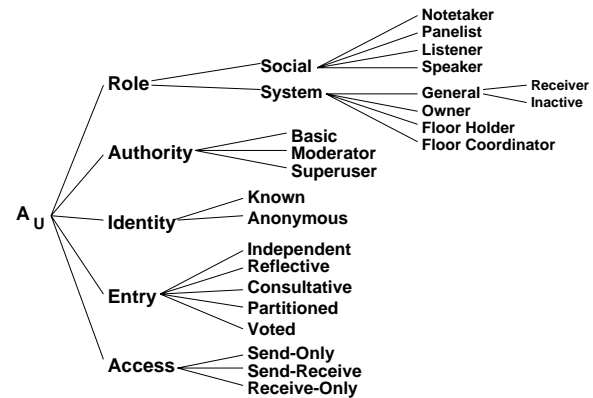 A U
Role
Social
Notetaker
Panelist
Listener
Speaker
System
General
Receiver
Inactive
Owner
Floor Holder
Floor Coordinator
Authority
Basic
Moderator
Superuser
Identity
Known
Anonymous
Entry
Independent
Reflective
Consultative
Partitioned
Voted
Access
Send-Only
Send-Receive
Receive-Only